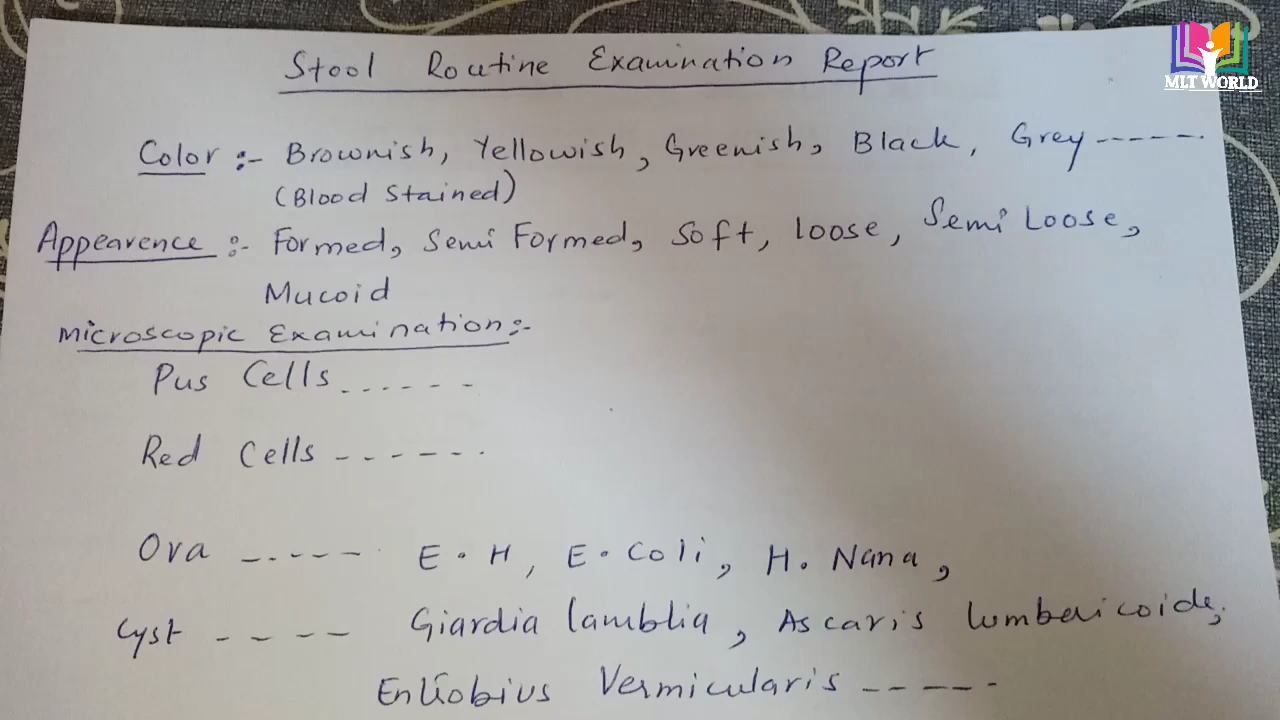 Stool Routine Examination Report
MLT WORLD
Color :- Brownish, Yellowish, Greenish, Black, Grey -----
(Blood Stained)
Appearence :- Formed, Semi Formed, Soft, loose, Semi Loose,
Mucoid
Microscopic Examination :-
Pus Cells ------
Red Cells ------
Ova ----- E.H, E.Coli, H. Nana,
Cyst ---- Giardia lamblia, Ascaris lumbericoide,
Entiobius Vermicularis -----